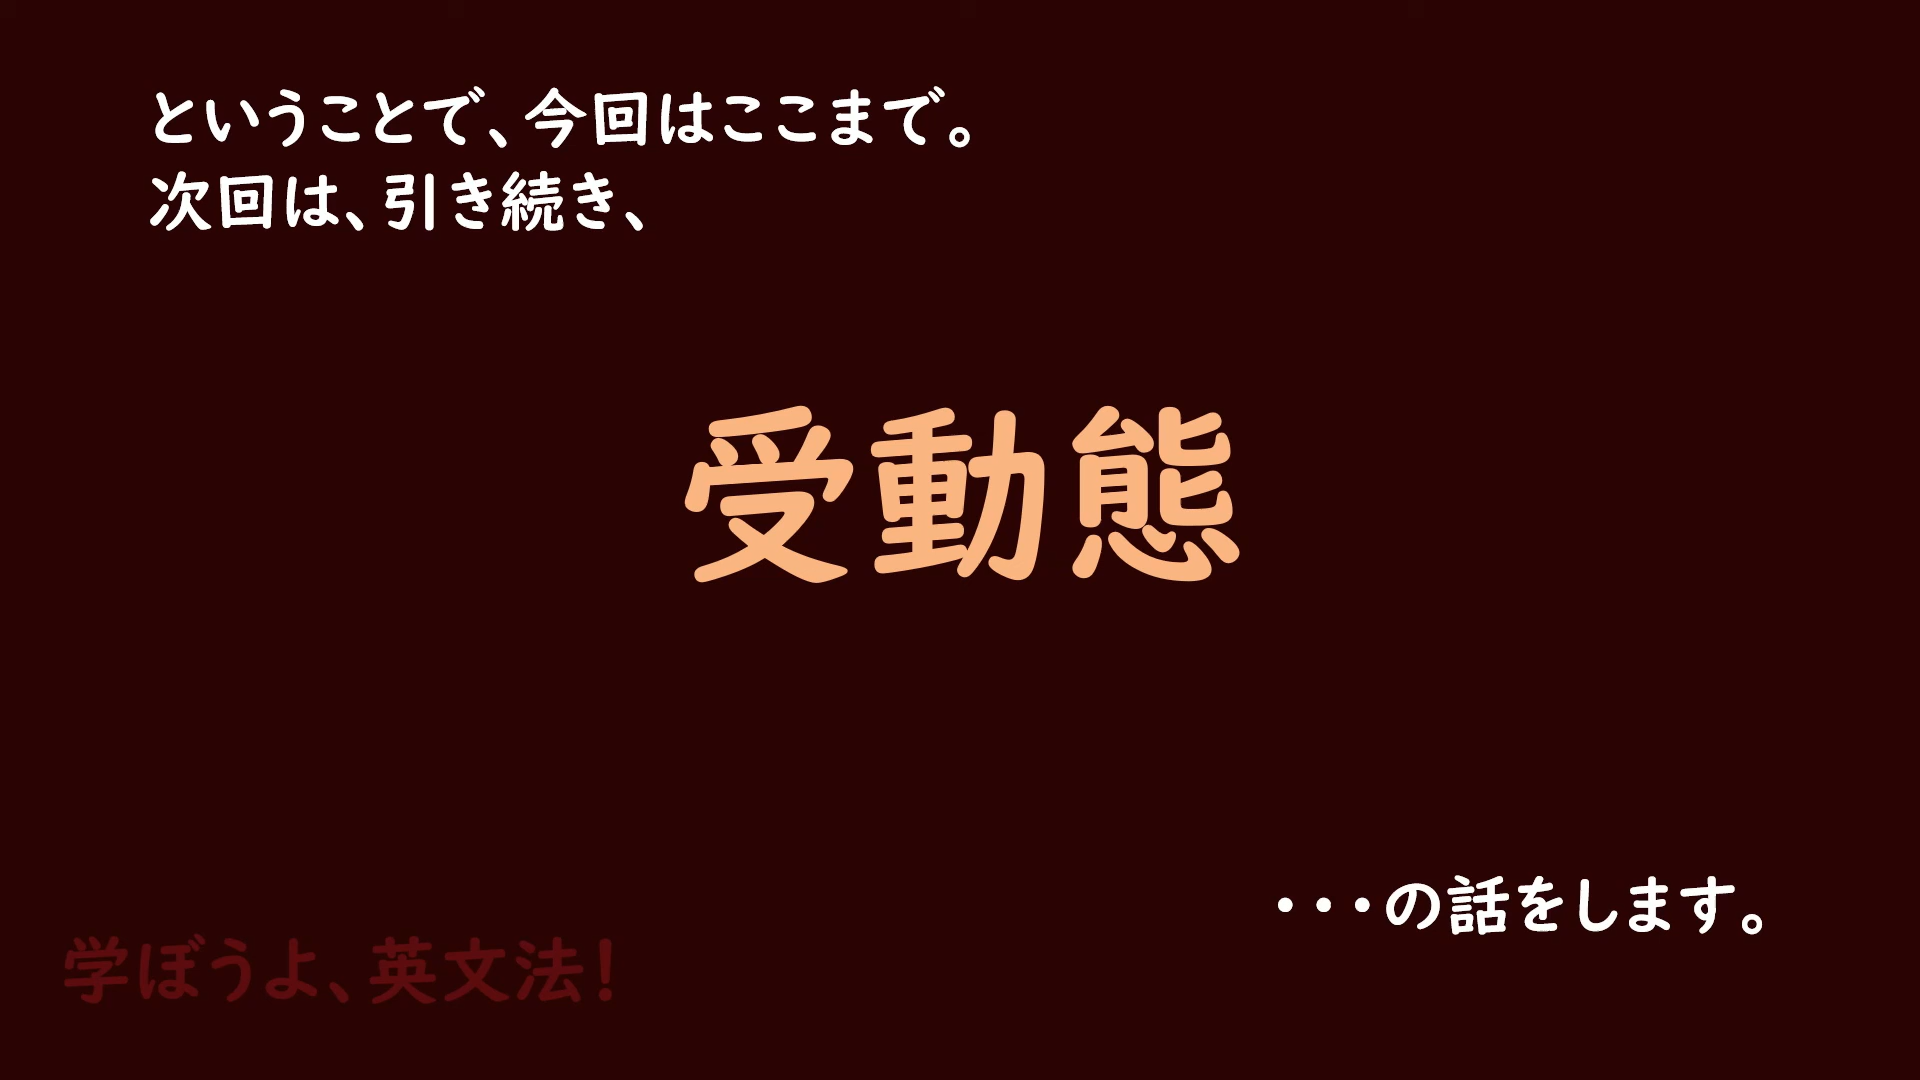 ということで、今回はここまで。
次回は、引き続き、
受動態
・・・の話をします。
学ぼうよ、英文法！